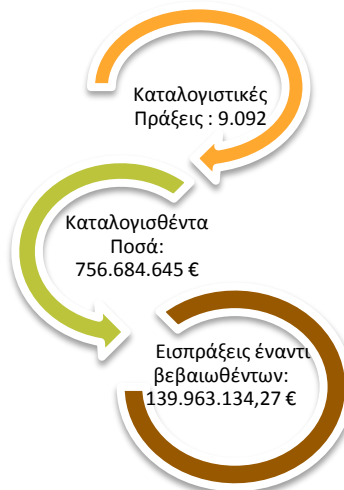 Καταλογιστικές
Πράξεις : 9.092
Καταλογισθέντα
Ποσά:
756.684.645 €
Εισπράξεις έναντι
βεβαιωθέντων:
139.963.134,27 €